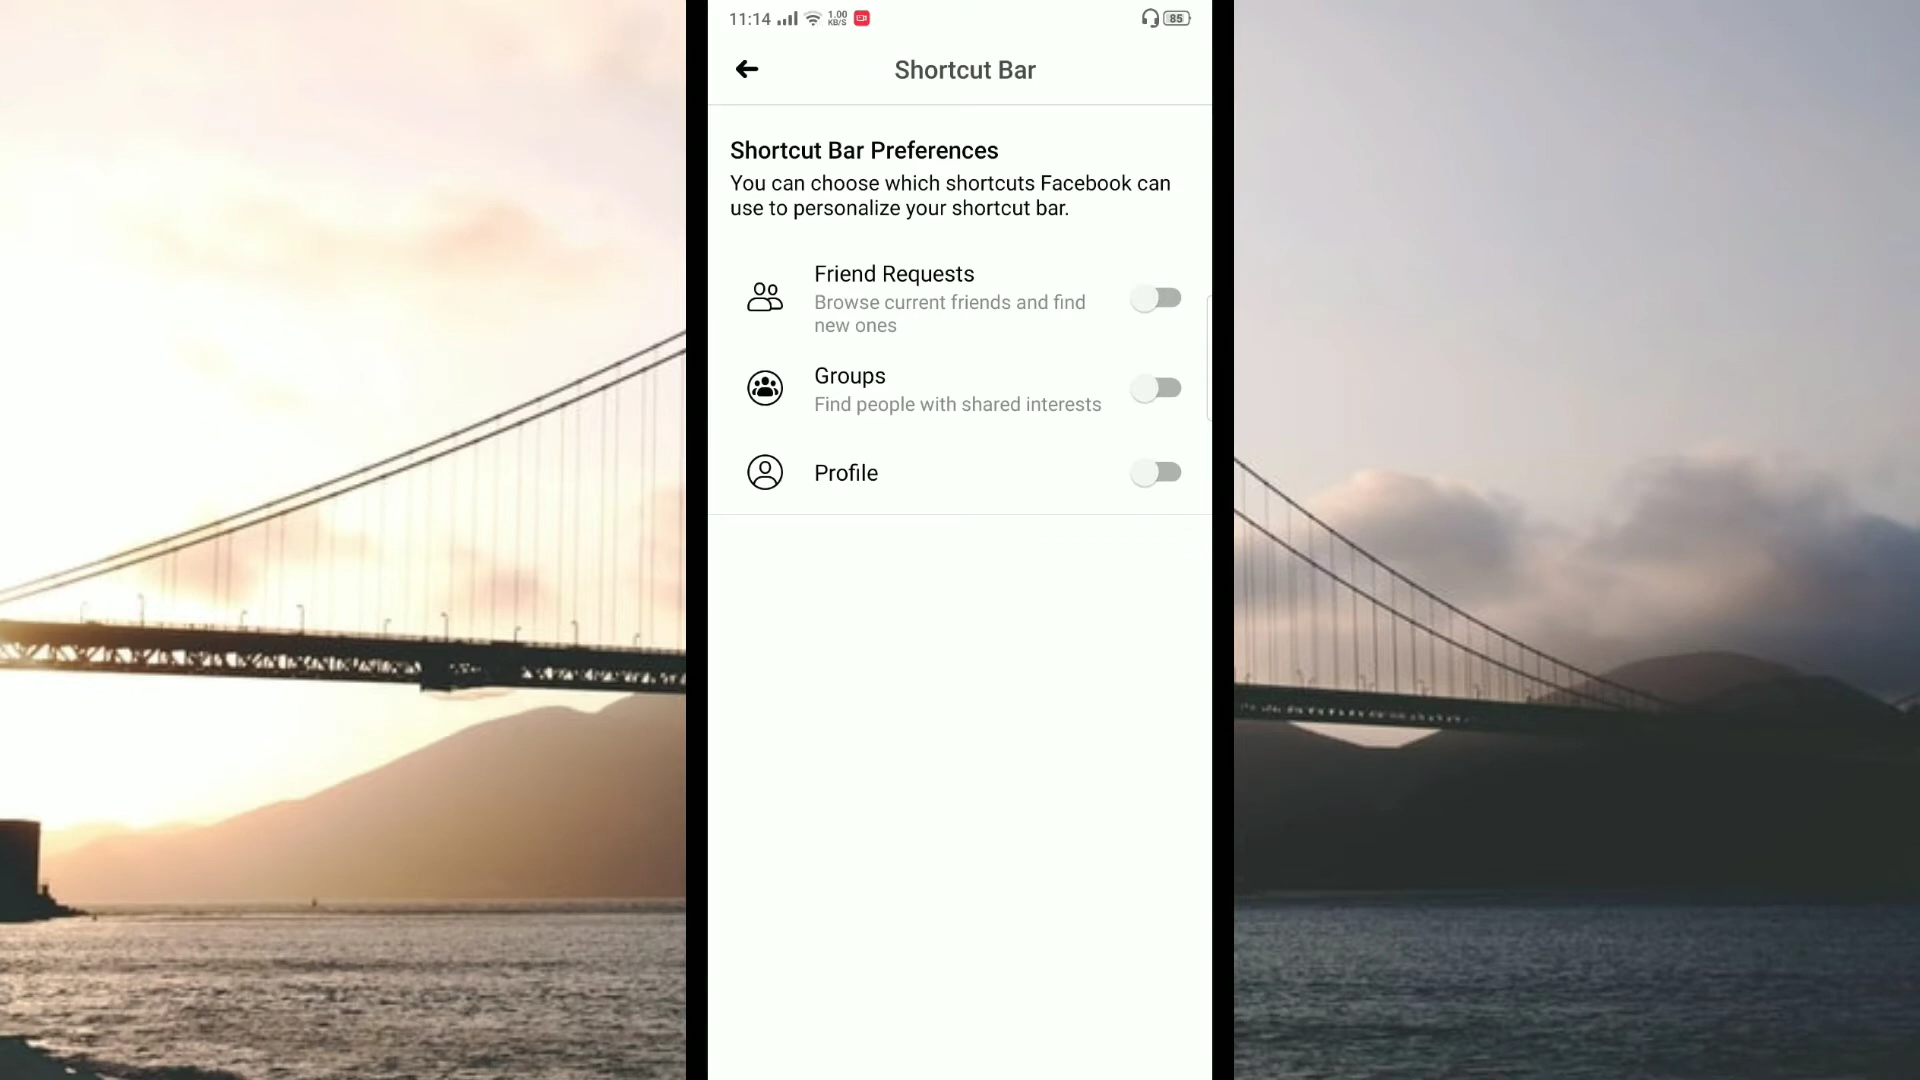 11:14 1.00 KB/S 85
Shortcut Bar
Shortcut Bar Preferences
You can choose which shortcuts Facebook can
use to personalize your shortcut bar.
Friend Requests
Browse current friends and find
new ones
Groups
Find people with shared interests
Profile